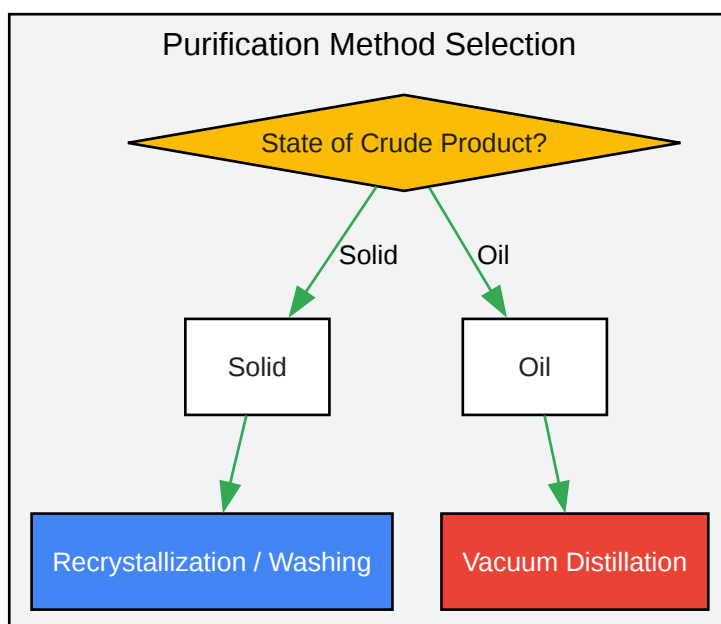 Purification Method Selection
State of Crude Product?
Solid
Oil
Solid
Oil
Recrystallization / Washing
Vacuum Distillation